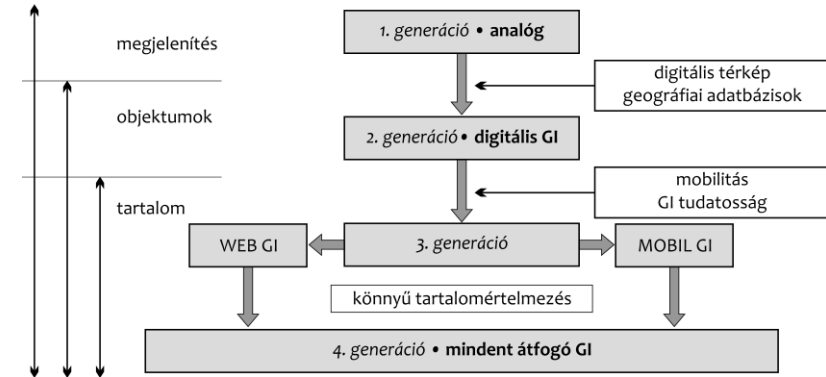 1. generáció • analóg
megjelenítés
digitális térkép
geográfiai adatbázisok
objektumok
2. generáció • digitális GI
mobilitás
GI tudatosság
tartalom
WEB GI
3. generáció
MOBIL GI
könnyű tartalomértelmezés
4. generáció • mindent átfogó GI